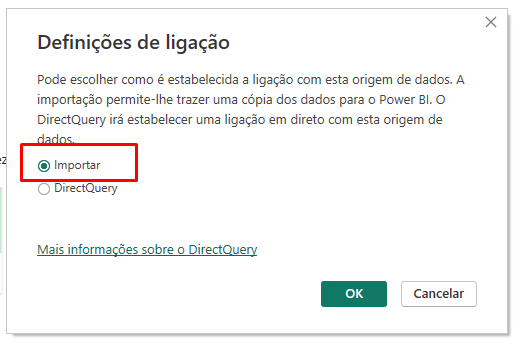 Definições de ligação
Pode escolher como é estabelecida a ligação com esta origem de dados. A
importação permite-lhe trazer uma cópia dos dados para o Power BI. O
DirectQuery irá estabelecer uma ligação em direto com esta origem de
dados.
Importar
DirectQuery
Mais informações sobre o DirectQuery
OK
Cancelar